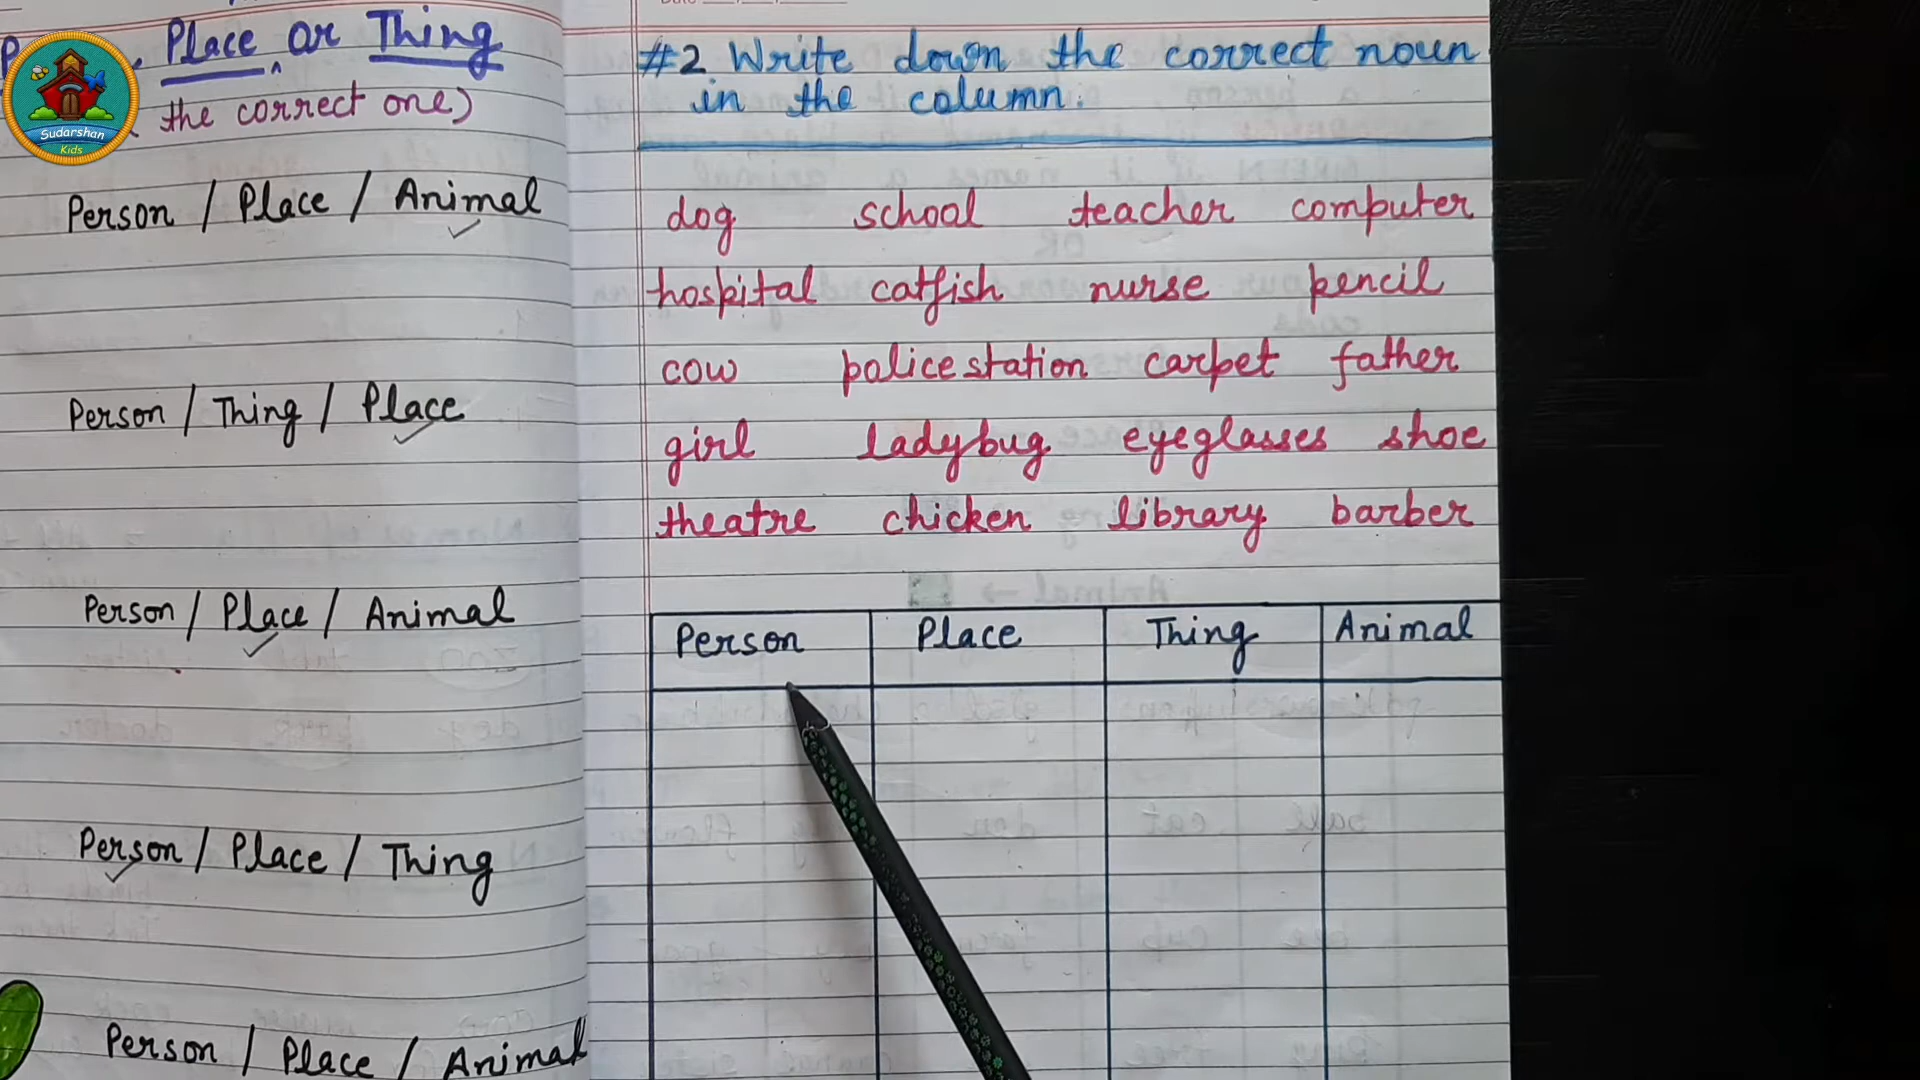 Place or Thing
the correct one)
Sudarshan
Kids
Person / Place / Animal
Person / Thing / Place
Person / Place / Animal
Person / Place / Thing
Person / Place / Animal
#2 Write down the correct noun
in the column.
dog school teacher computer
hospital catfish nurse pencil
cow police station carpet father
girl ladybug eyeglasses shoe
theatre chicken library barber
Person Place Thing Animal